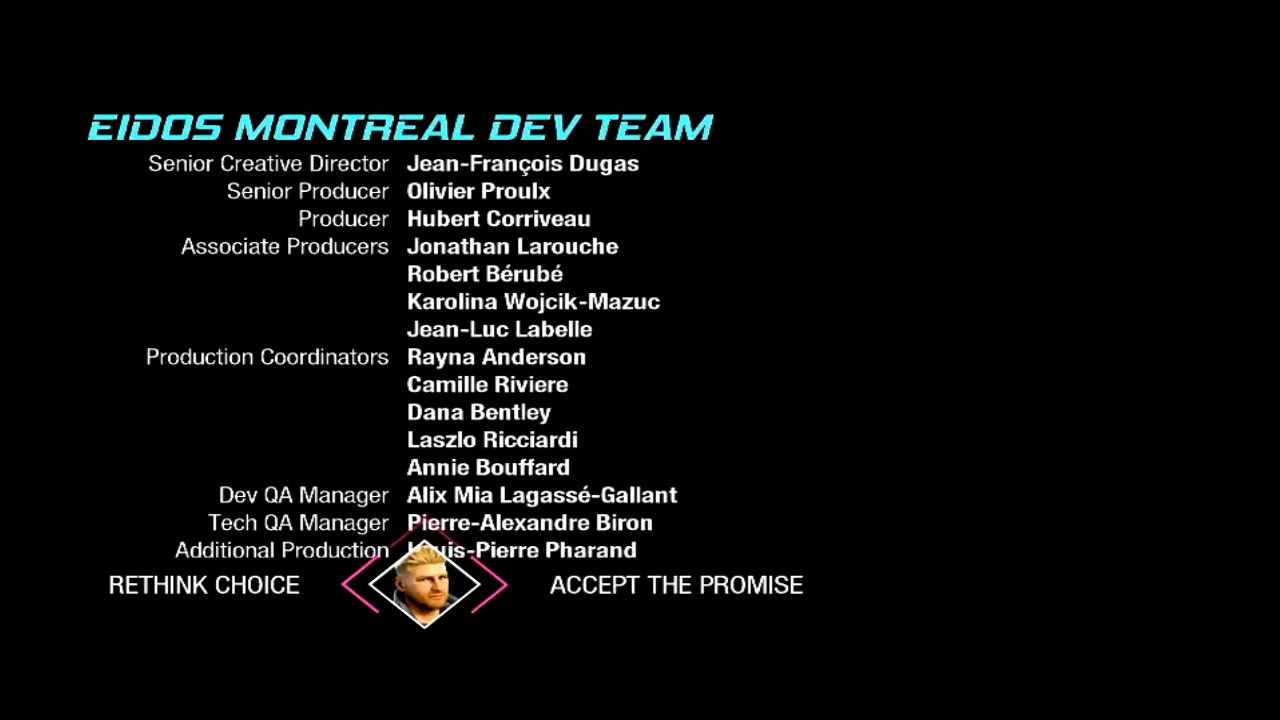 EIDOS MONTREAL DEV TEAM
Senior Creative Director Jean-François Dugas
Senior Producer Olivier Proulx
Producer Hubert Corriveau
Associate Producers Jonathan Larouche
Robert Bérubé
Karolina Wojcik-Mazuc
Jean-Luc Labelle
Production Coordinators Rayna Anderson
Camille Riviere
Dana Bentley
Laszlo Ricciardi
Annie Bouffard
Dev QA Manager Alix Mia Lagassé-Gallant
Tech QA Manager Pierre-Alexandre Biron
Additional Production Louis-Pierre Pharand
RETHINK CHOICE ACCEPT THE PROMISE